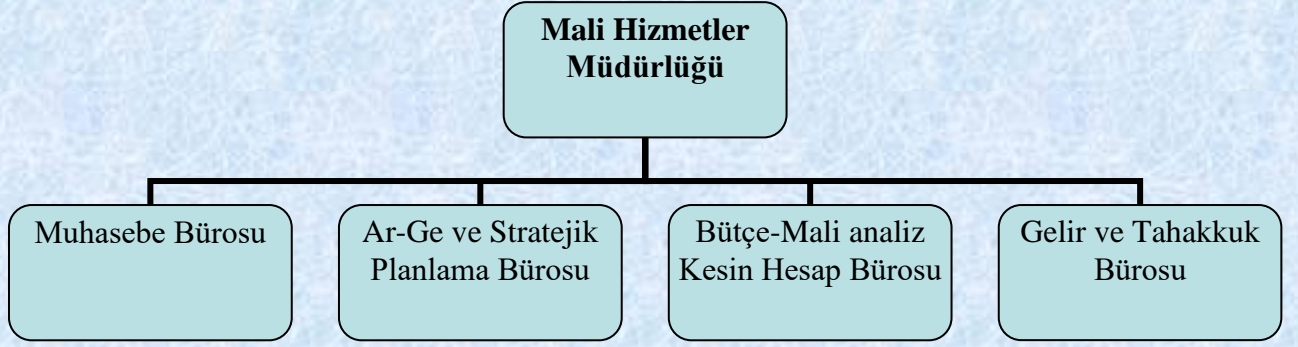 Mali Hizmetler
Müdürlüğü
Muhasebe Bürosu
Ar-Ge ve Stratejik
Planlama Bürosu
Bütçe-Mali analiz
Kesin Hesap Bürosu
Gelir ve Tahakkuk
Bürosu